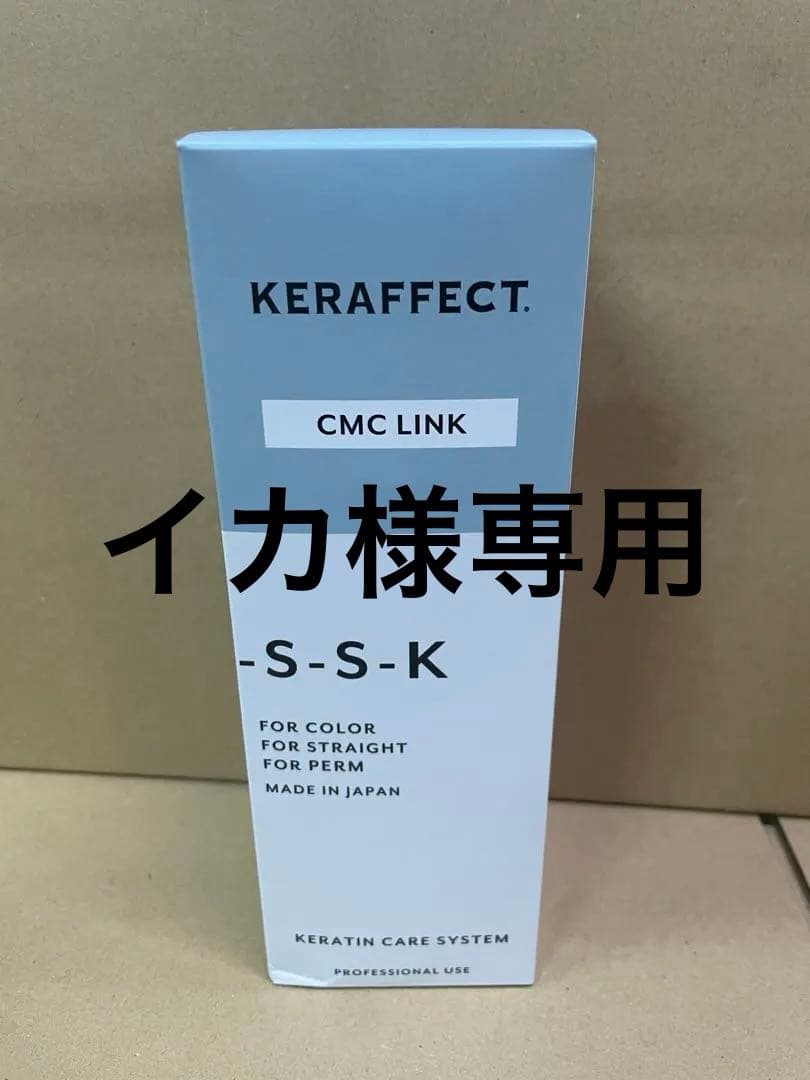 KERAFFECT.
CMC LINK
イカ様専用
-S-S-K
FOR COLOR
FOR STRAIGHT
FOR PERM
MADE IN JAPAN
KERATIN CARE SYSTEM
PROFESSIONAL USE